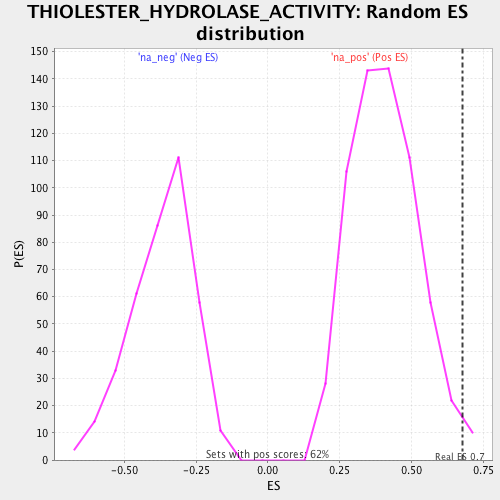 THIOLESTER_HYDROLASE_ACTIVITY: Random ES
distribution
'na_neg' (Neg ES)
'na_pos' (Pos ES)
150
140
130
120
110
100
90
80
70
60
50
40
30
20
10
0
P(ES)
Sets with pos scores: 62%
Real ES 0.7
-0.50
-0.25
0.00
0.25
0.50
0.75
ES